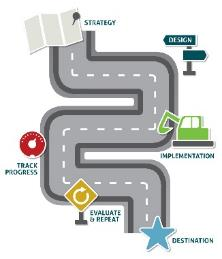 STRATEGY
DESIGN
IMPLEMENTATION
TRACK
PROGRESS
EVALUATE
& REPEAT
DESTINATION